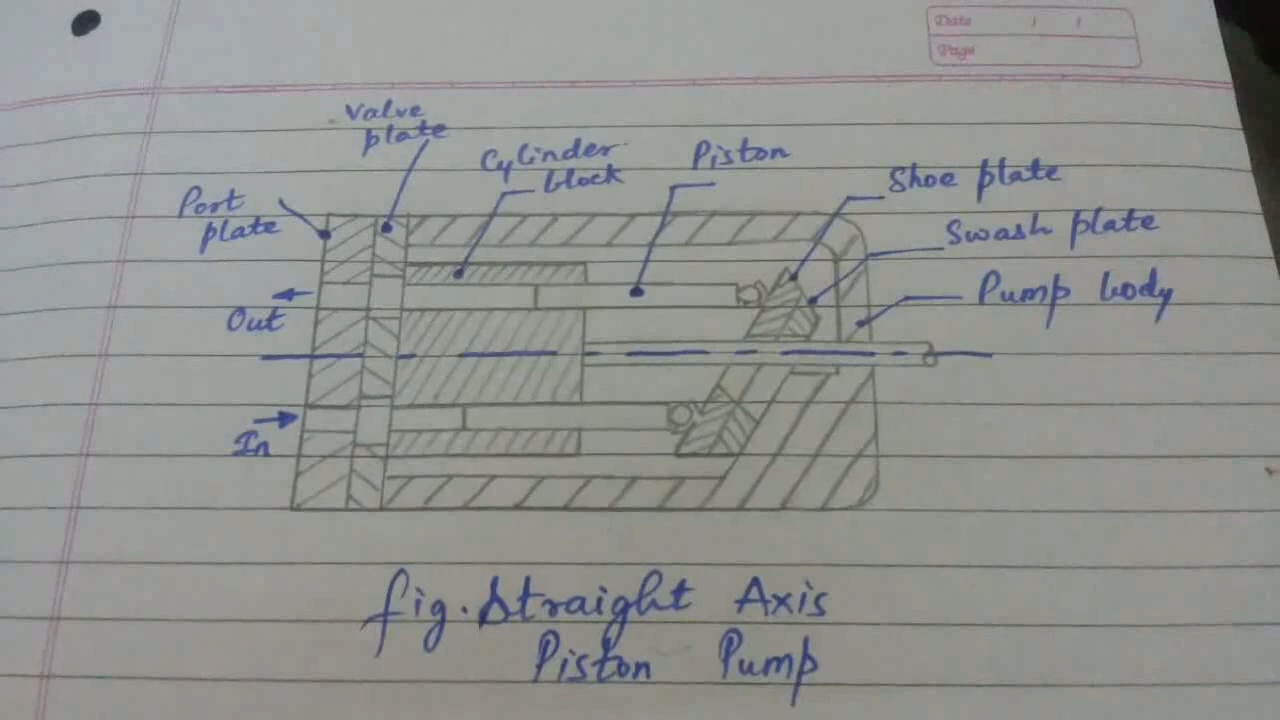 Date / /
Page
Valve
plate
Cylinder
block
Piston
Shoe plate
Port
plate
Swash plate
Pump body
Out
In
fig. Straight Axis
Piston Pump